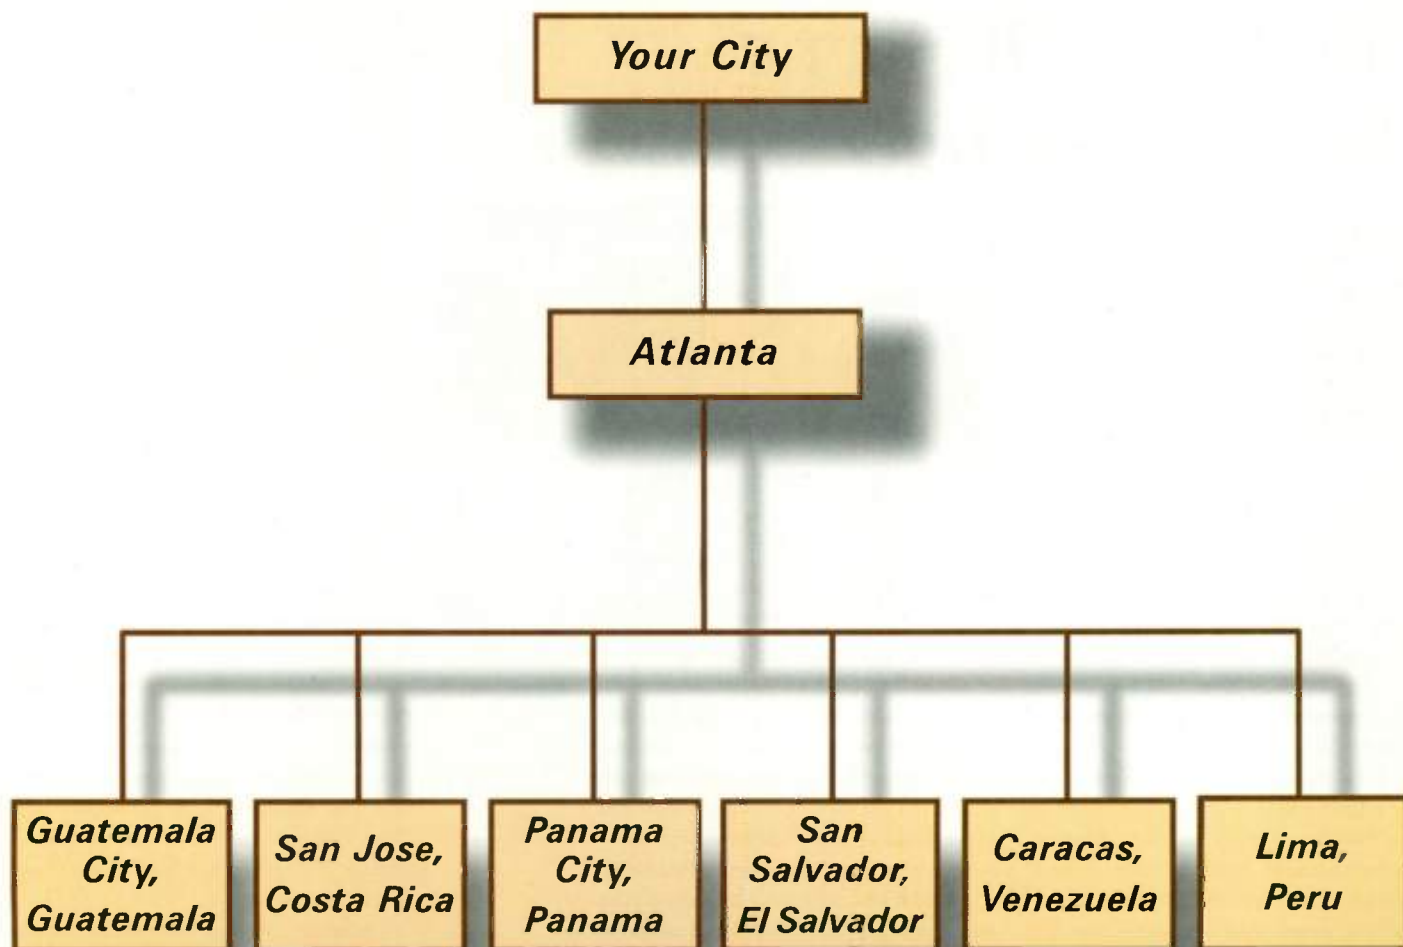 Your City
Atlanta
Guatemala
City,
Guatemala
San Jose,
Costa Rica
Panama
City,
Panama
San
Salvador,
El Salvador
Caracas,
Venezuela
Lima,
Peru